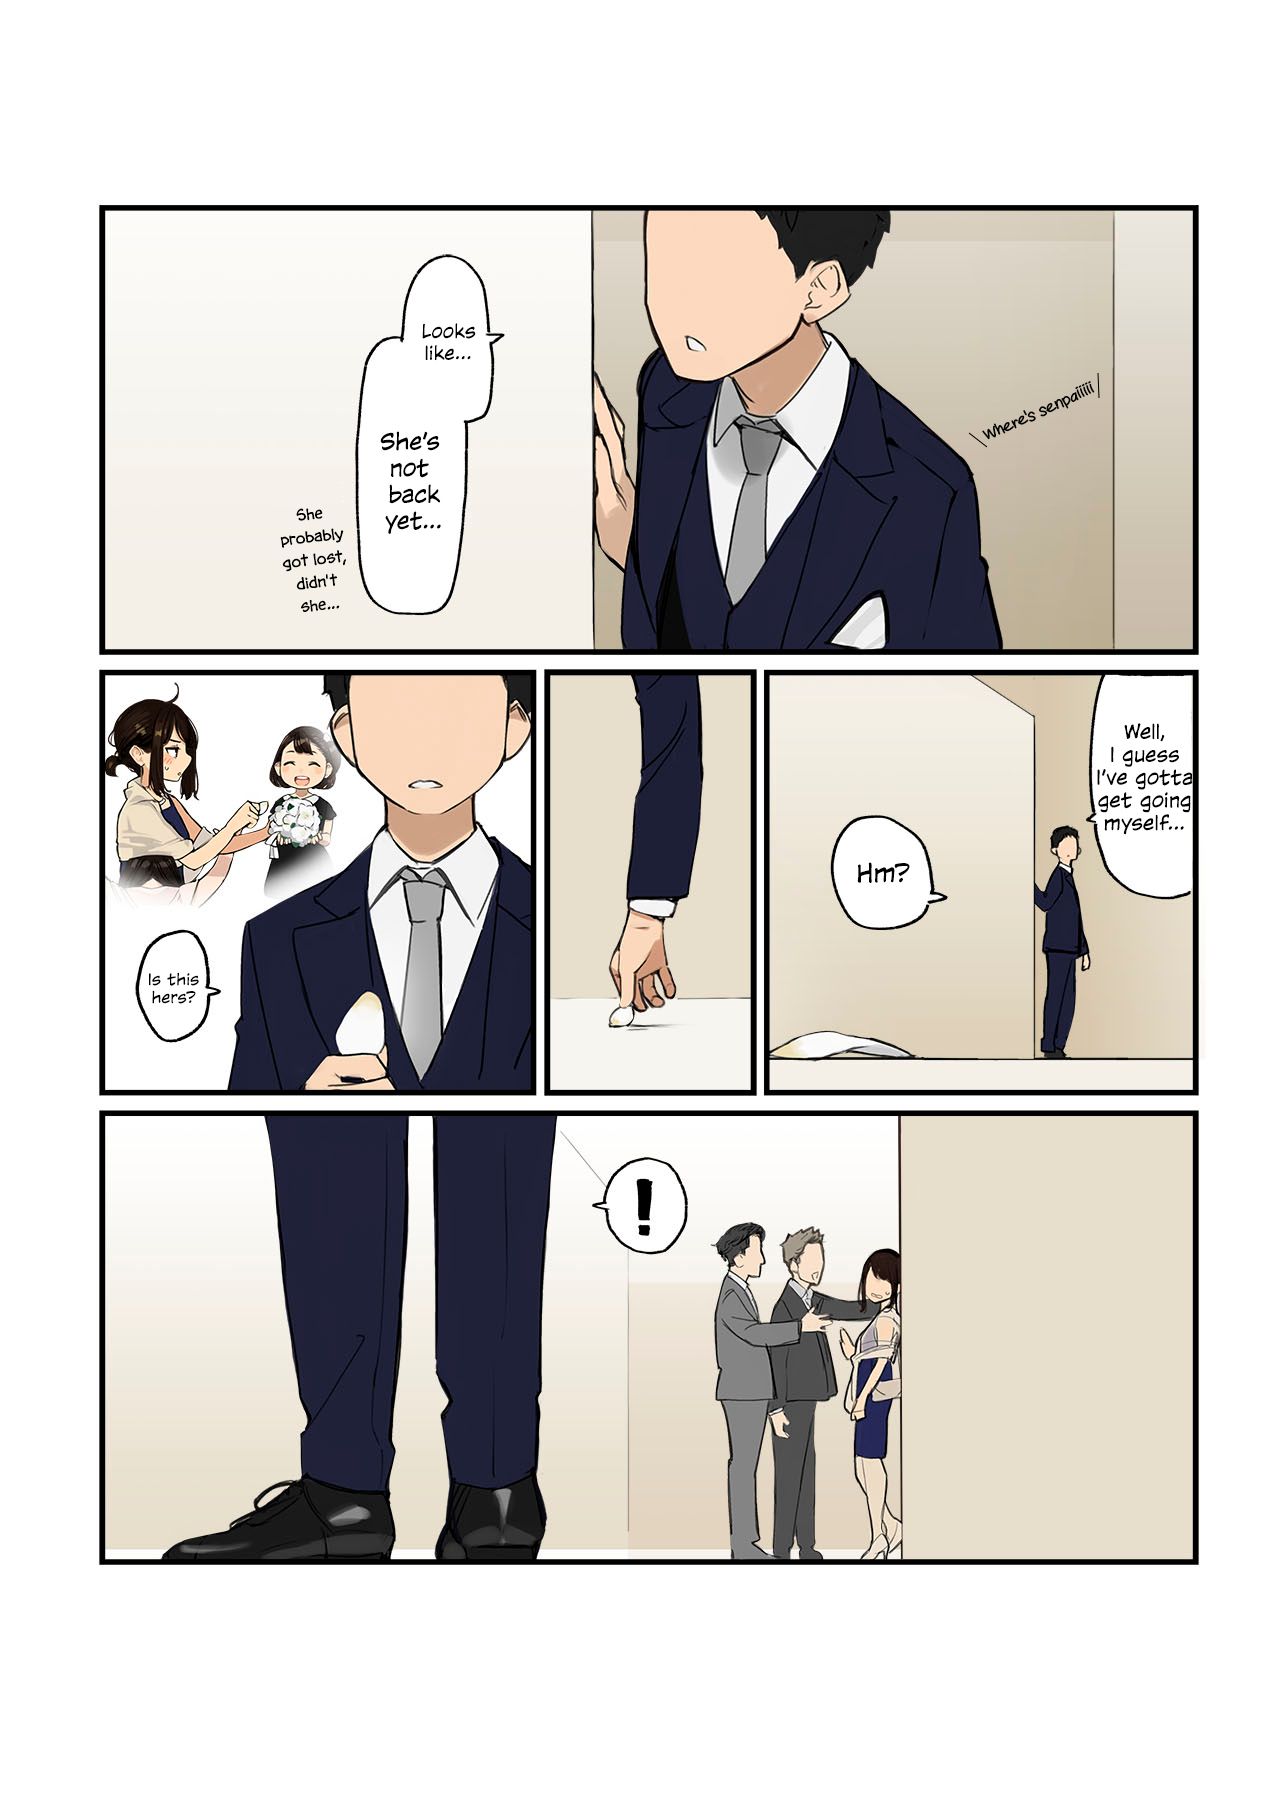 Where's senpaiiiii
Looks
like...
She's
not
back
yet...
She
probably
got lost,
didn't
she...
Well,
I guess
I've gotta
get going
myself...
Hm?
Is this
hers?
!